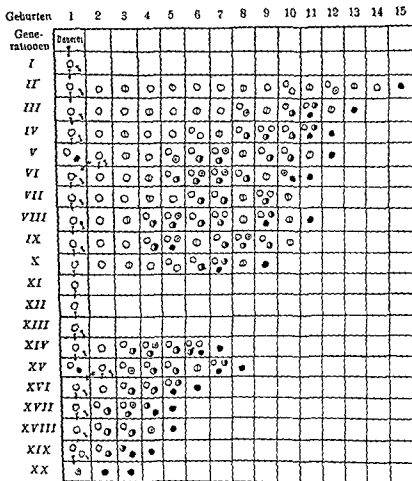 Geburten 1 2 3 4 5 6 7 8 9 10 11 12 13 14 15
Gene-
rationen
Dauerei
I
II
III
IV
V
VI
VII
VIII
IX
X
XI
XII
XIII
XIV
XV
XVI
XVII
XVIII
XIX
XX